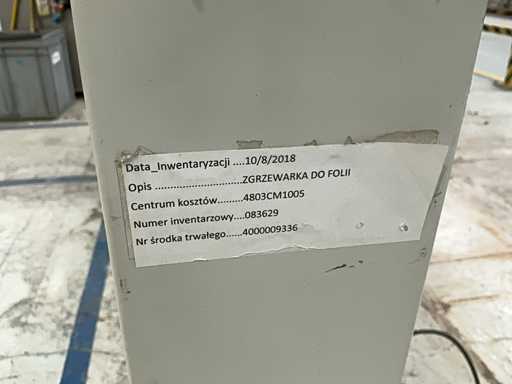 Data_Inwentaryzacji ....10/8/2018
Opis ............................ZGRZEWARKA DO FOLII
Centrum kosztów.........4803CM1005
Numer inwentarzowy....083629
Nr środka trwałego......4000009336